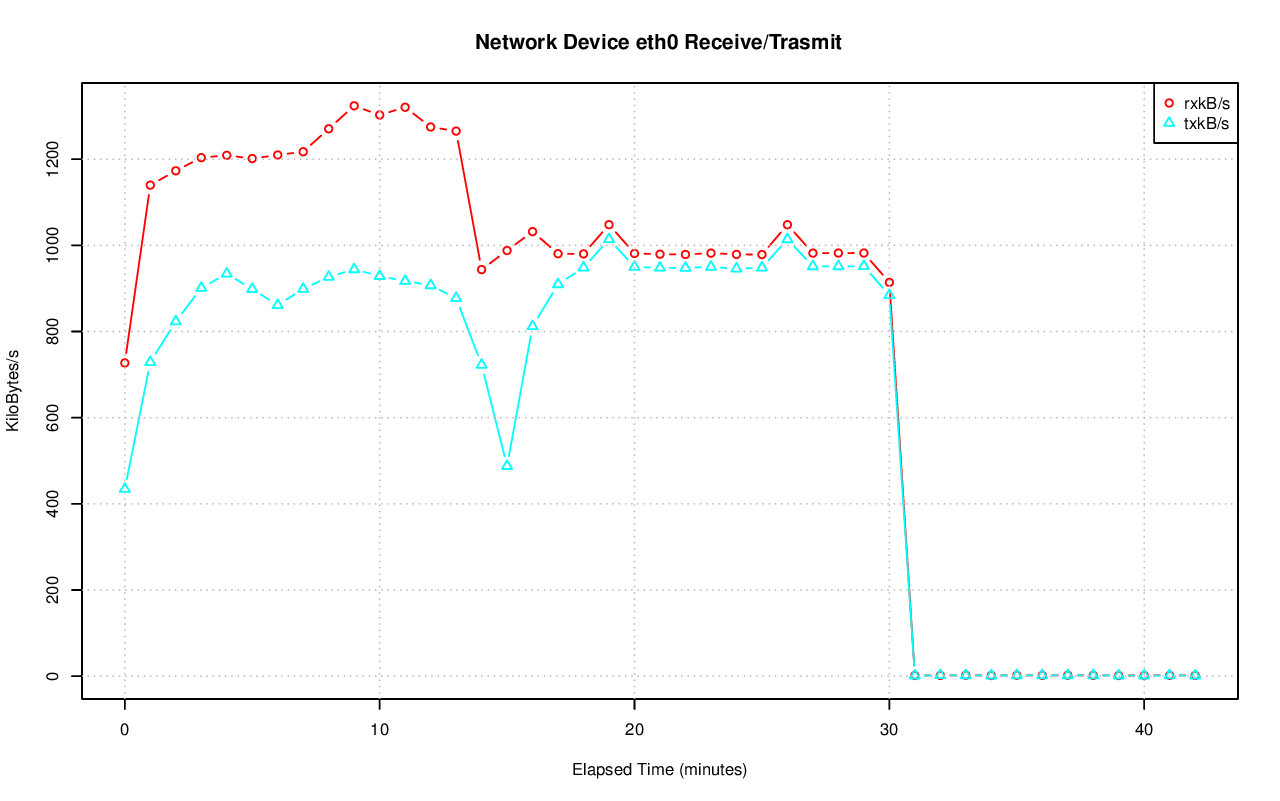 Network Device eth0 Receive/Trasmit
rxkB/s
txkB/s
KiloBytes/s
1200
1000
800
600
400
200
0
0 10 20 30 40
Elapsed Time (minutes)